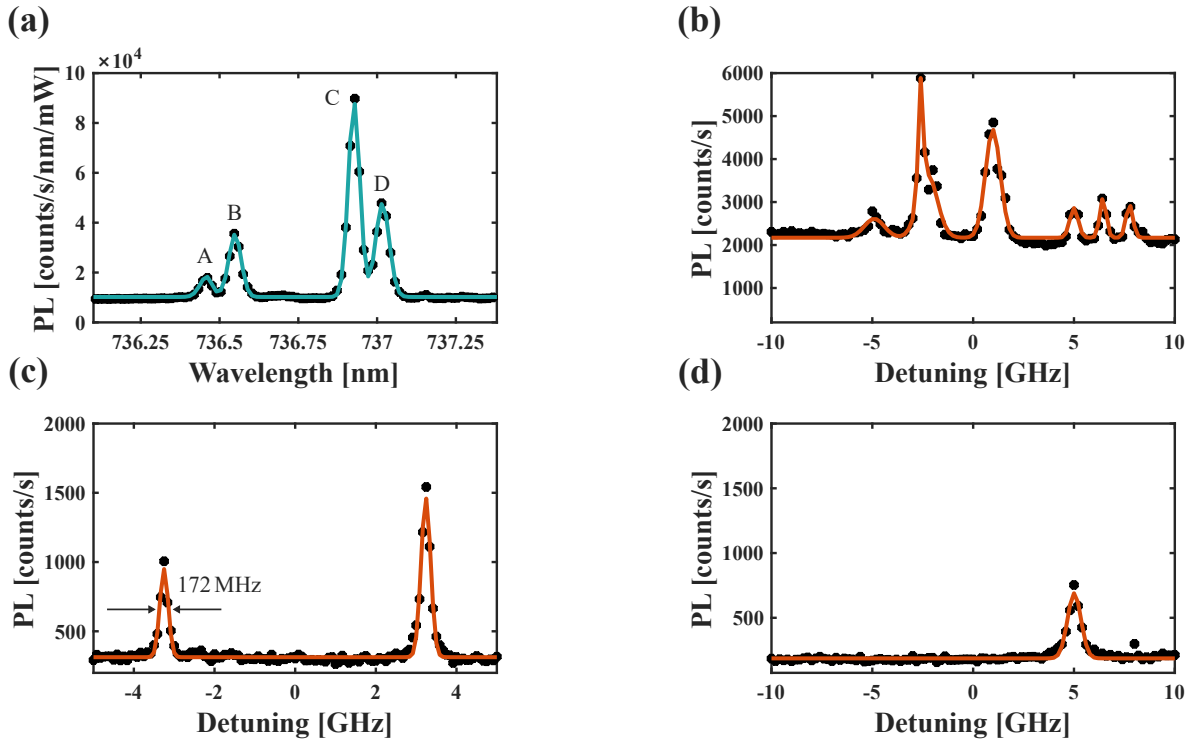 (a)
×10⁴
PL [counts/s/nm/mW]
10
8
6
4
2
0
A
B
C
D
736.25
736.5
736.75
737
737.25
Wavelength [nm]
(b)
PL [counts/s]
6000
5000
4000
3000
2000
1000
-10
-5
0
5
10
Detuning [GHz]
(c)
PL [counts/s]
2000
1500
1000
500
172 MHz
-4
-2
0
2
4
Detuning [GHz]
(d)
PL [counts/s]
2000
1500
1000
500
-10
-5
0
5
10
Detuning [GHz]